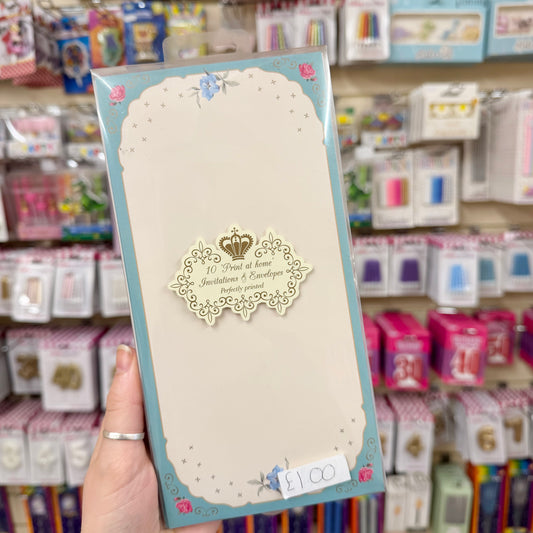 10 Print at home
Invitations & Envelopes
Perfectly printed
£1.00